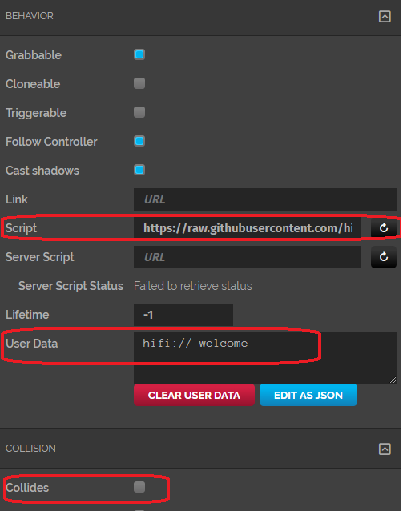 BEHAVIOR
Grabbable
Cloneable
Triggerable
Follow Controller
Cast shadows
Link URL
Script https://raw.githubusercontent.com/hi
Server Script URL
Server Script Status Failed to retrieve status
Lifetime -1
User Data hifi:// welcome
CLEAR USER DATA EDIT AS JSON
COLLISION
Collides